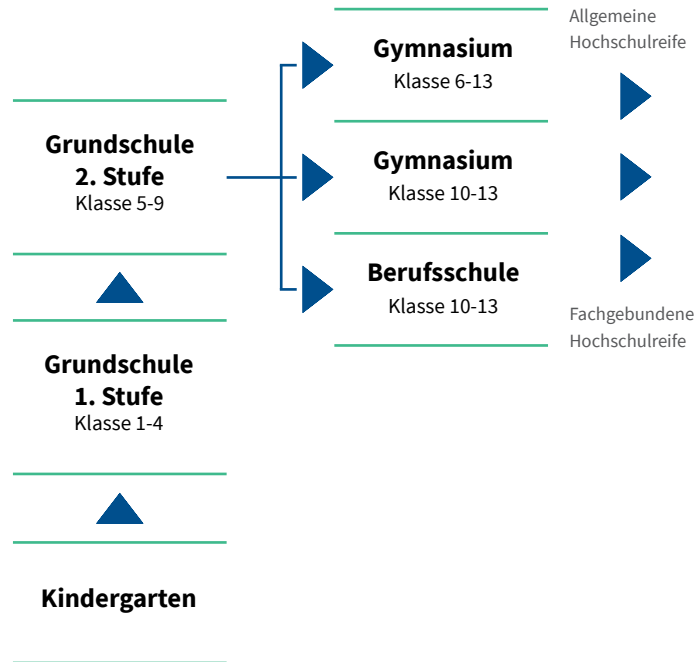 Grundschule
2. Stufe
Klasse 5-9
Grundschule
1. Stufe
Klasse 1-4
Kindergarten
Gymnasium
Klasse 6-13
Gymnasium
Klasse 10-13
Berufsschule
Klasse 10-13
Allgemeine
Hochschulreife
Fachgebundene
Hochschulreife